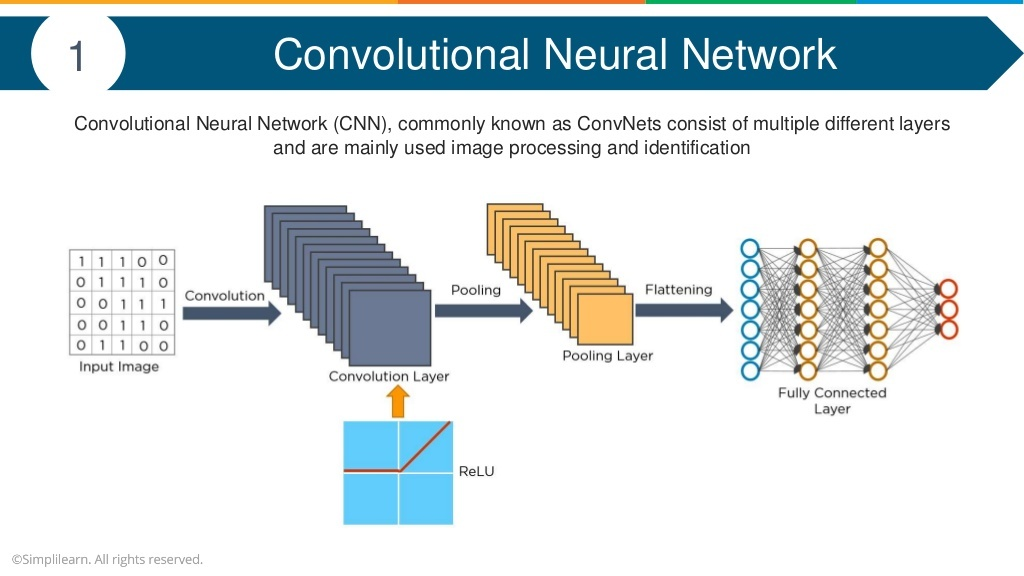 1
Convolutional Neural Network
Convolutional Neural Network (CNN), commonly known as ConvNets consist of multiple different layers
and are mainly used image processing and identification
1 1 1 0 0
0 1 1 1 0
0 0 1 1 1
0 0 1 1 0
0 1 1 0 0
Input Image
Convolution
Convolution Layer
ReLU
Pooling
Pooling Layer
Flattening
Fully Connected
Layer
©Simplilearn. All rights reserved.